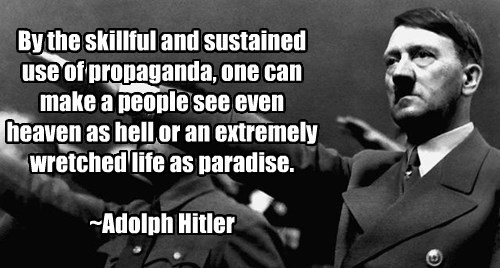 By the skillful and sustained
use of propaganda, one can
make a people see even
heaven as hell or an extremely
wretched life as paradise.
~Adolph Hitler